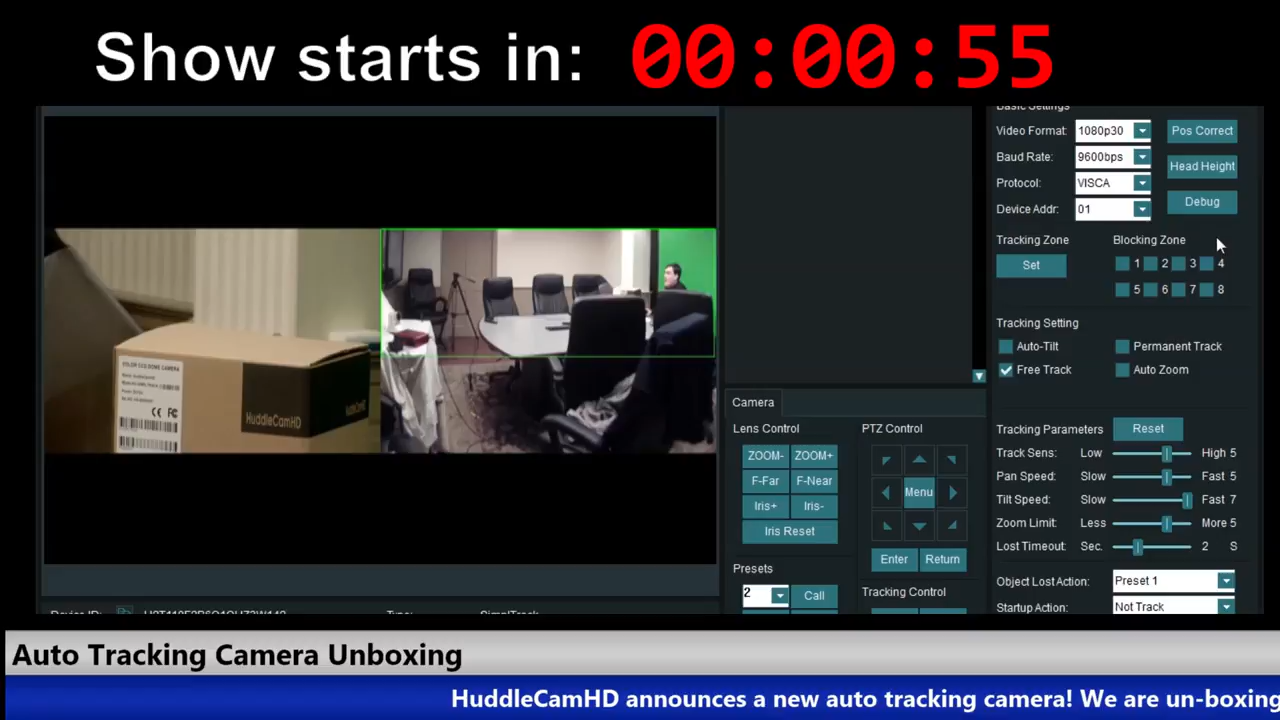 Show starts in: 00:00:55
Basic Settings
Video Format: 1080p30 Pos Correct
Baud Rate: 9600bps
Head Height
Protocol: VISCA
Debug
Device Addr: 01
Tracking Zone Blocking Zone
Set 1 2 3 4
5 6 7 8
Tracking Setting
Auto-Tilt Permanent Track
Free Track Auto Zoom
Tracking Parameters Reset
Track Sens: Low High 5
Pan Speed: Slow Fast 5
Tilt Speed: Slow Fast 7
Zoom Limit: Less More 5
Lost Timeout: Sec. 2 S
Object Lost Action: Preset 1
Startup Action: Not Track
Camera
Lens Control PTZ Control
ZOOM- ZOOM+
F-Far F-Near Menu
Iris+ Iris-
Iris Reset
Enter Return
Presets
2 Call
Tracking Control
CE FC
HuddleCamHD
Device ID: Type: SimplTrack
Auto Tracking Camera Unboxing
HuddleCamHD announces a new auto tracking camera! We are un-boxing